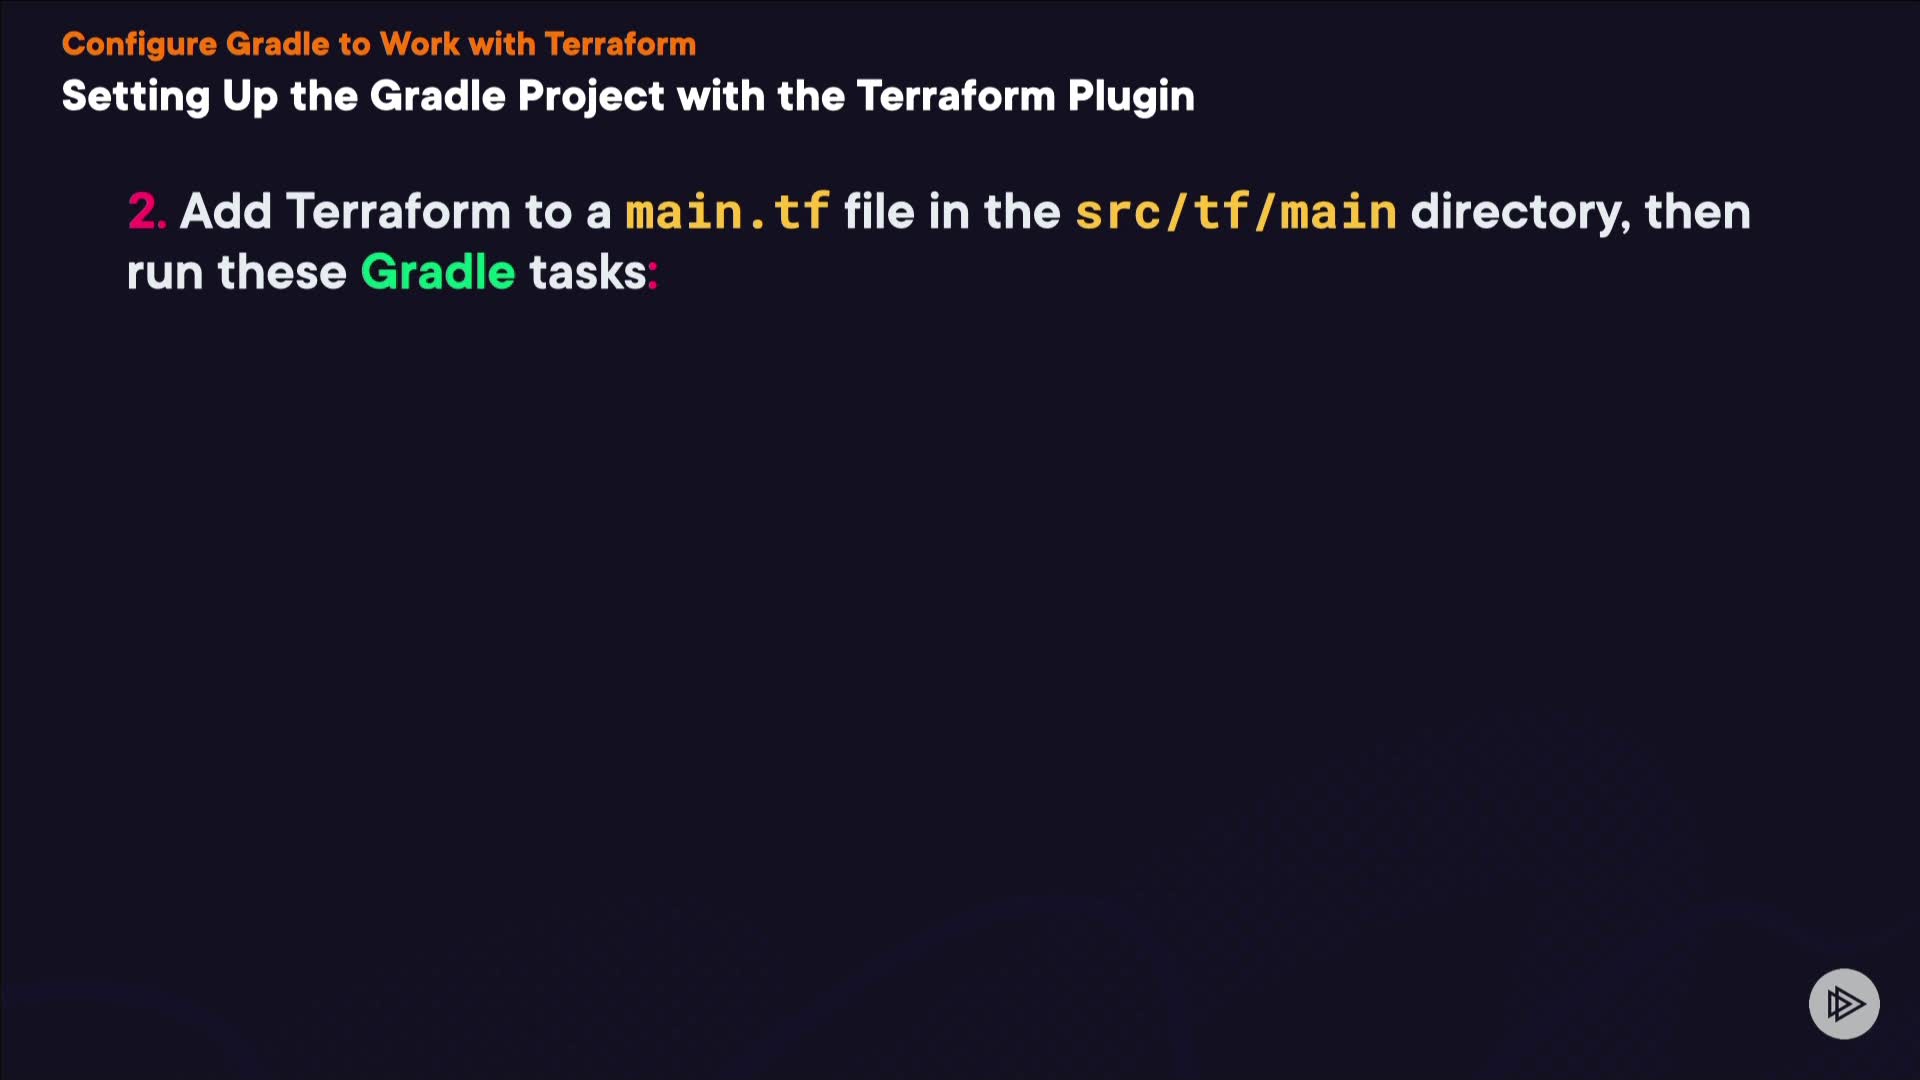 Configure Gradle to Work with Terraform
Setting Up the Gradle Project with the Terraform Plugin
2. Add Terraform to a main.tf file in the src/tf/main directory, then
run these Gradle tasks: